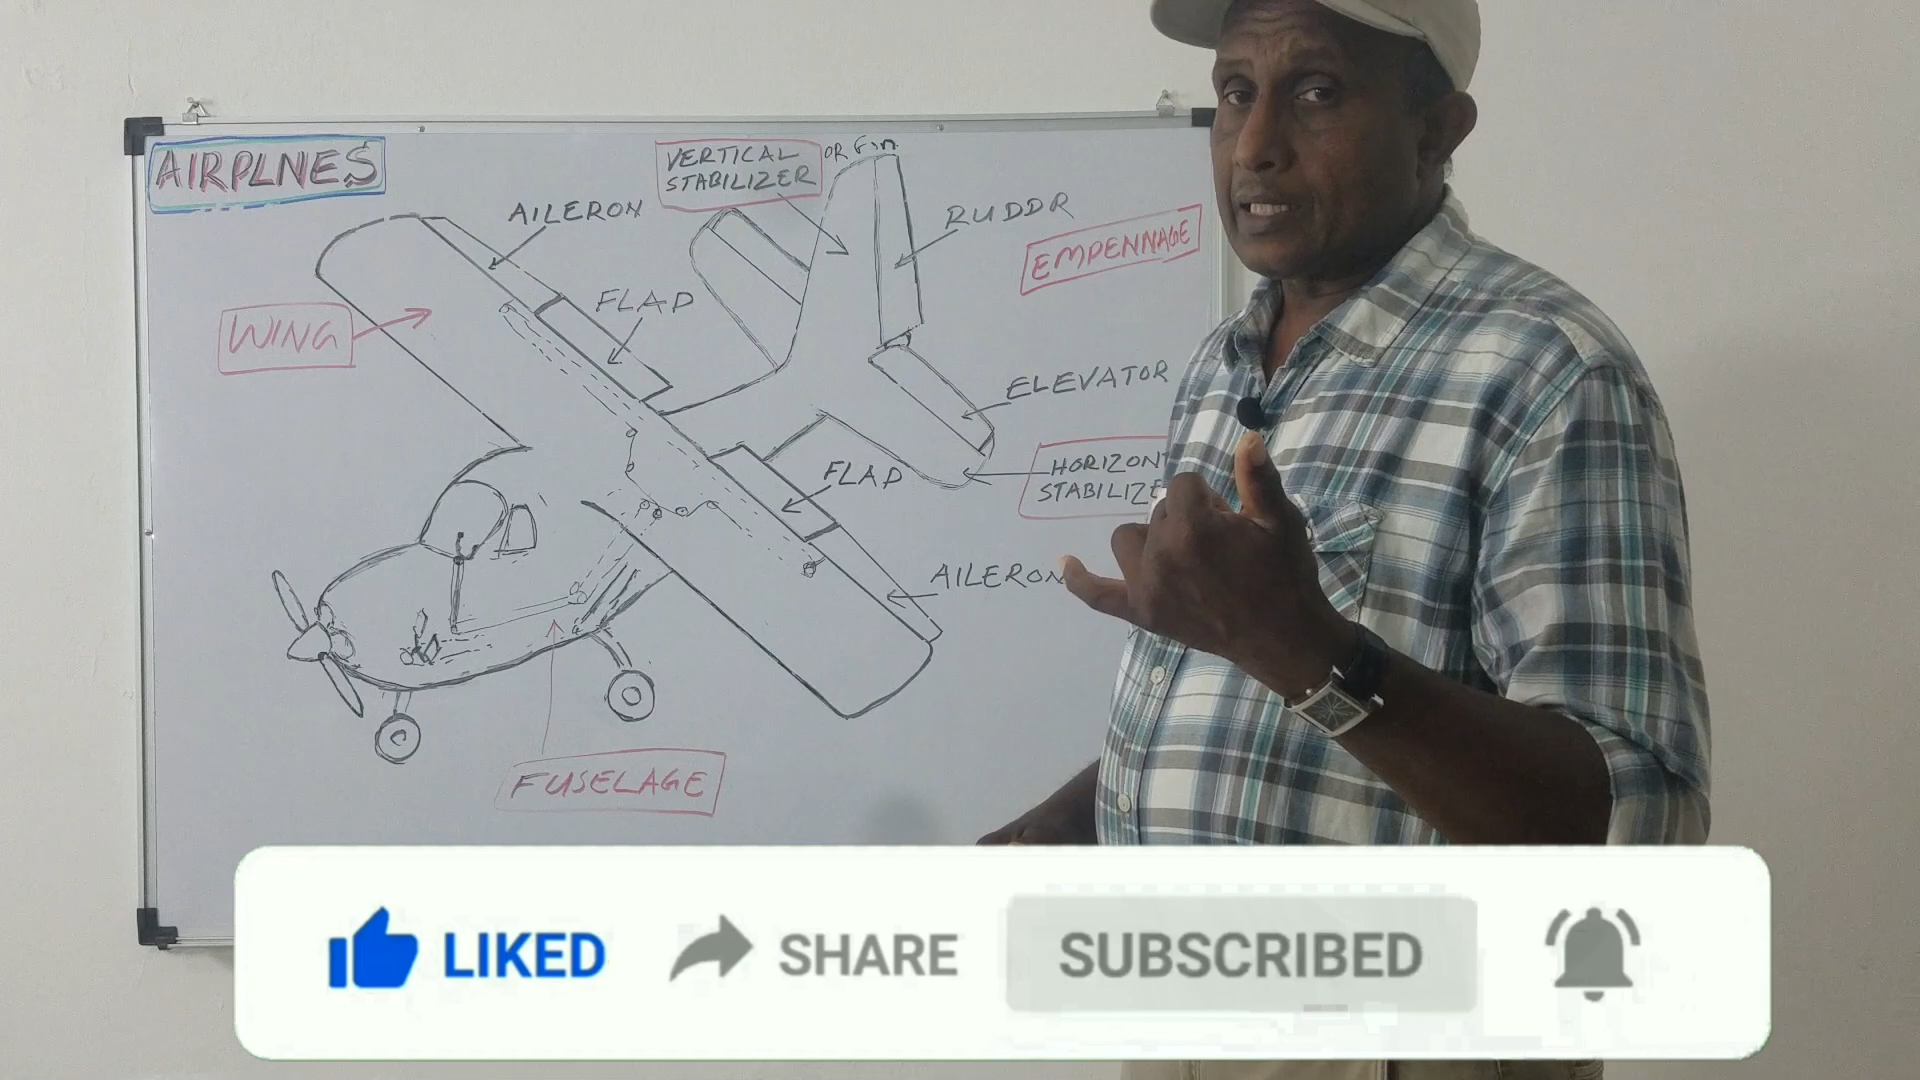 AIRPLNES
VERTICAL
STABILIZER
OR Fin
AILERON
RUDDR
EMPENNAGE
FLAP
WING
ELEVATOR
HORIZONT
STABILIZE
FLAP
AILERON
FUSELAGE
LIKED
SHARE
SUBSCRIBED